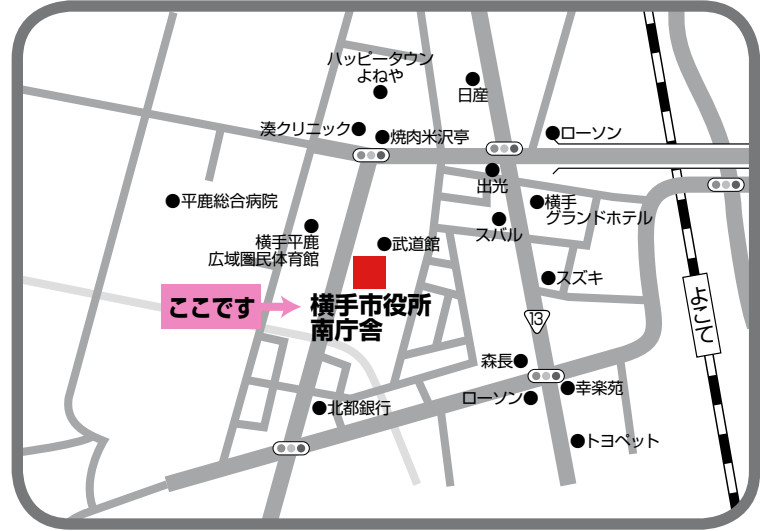 ハッピータウン
よねや
日産
湊クリニック
焼肉米沢亭
ローソン
出光
平鹿総合病院
横手
グランドホテル
スバル
横手平鹿
広域圏民体育館
武道館
スズキ
ここです
横手市役所
南庁舎
よこて
13
森長
幸楽苑
ローソン
北都銀行
トヨペット